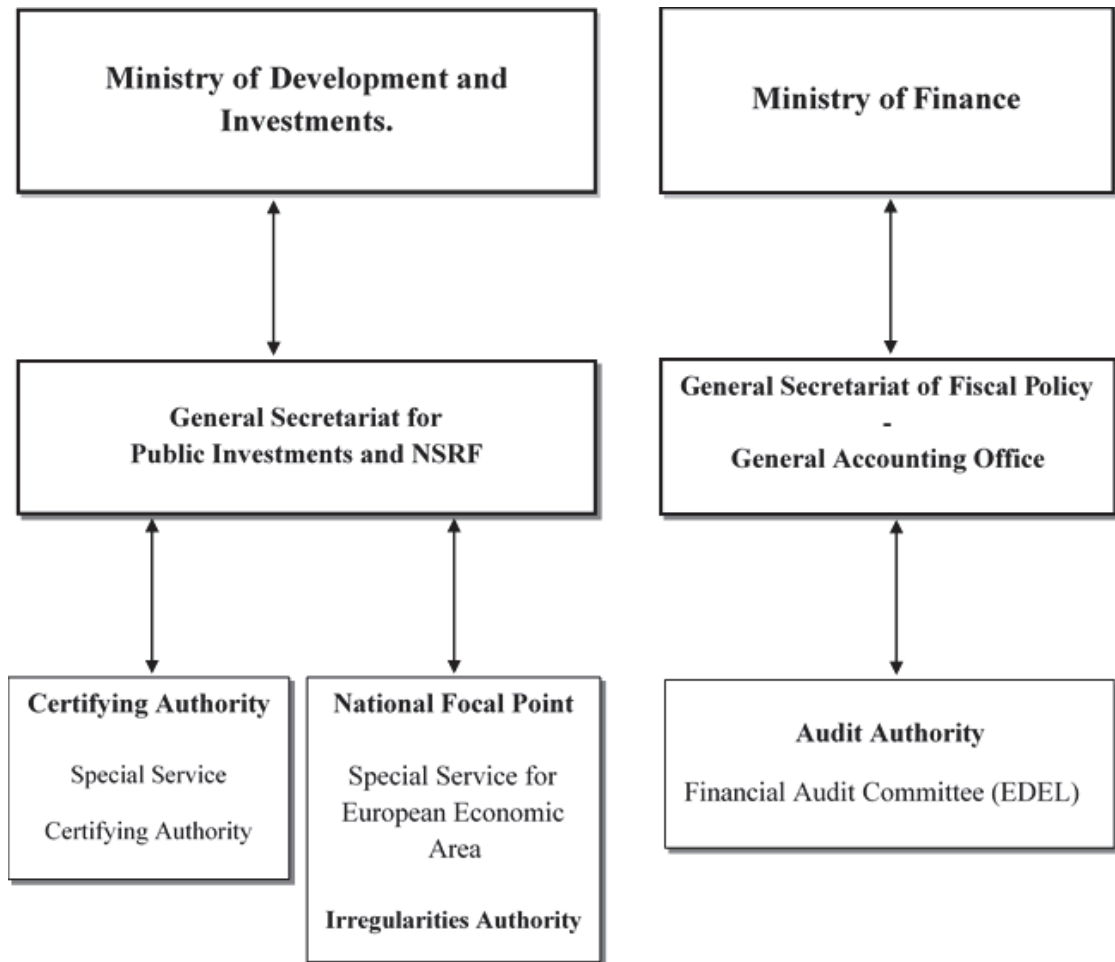 Ministry of Development and
Investments.
Ministry of Finance
General Secretariat for
Public Investments and NSRF
General Secretariat of Fiscal Policy
-
General Accounting Office
Certifying Authority
Special Service
Certifying Authority
National Focal Point
Special Service for
European Economic
Area
Irregularities Authority
Audit Authority
Financial Audit Committee (EDEL)